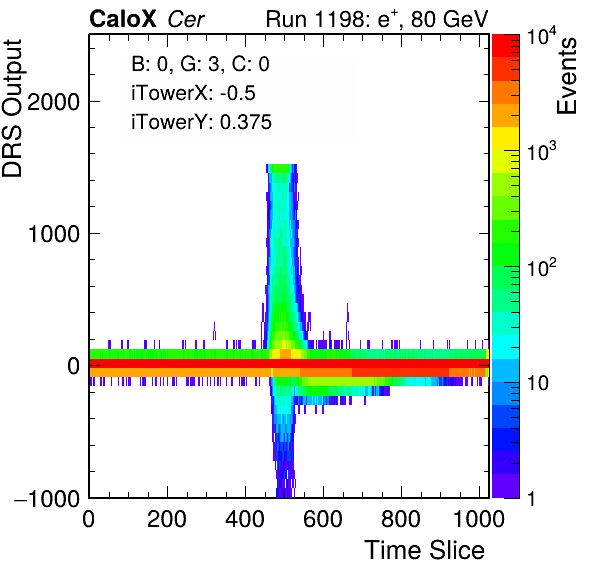 CaloX Cer
Run 1198: e⁺, 80 GeV
B: 0, G: 3, C: 0
iTowerX: -0.5
iTowerY: 0.375
DRS Output
2000
1000
0
−1000
0 200 400 600 800 1000
Time Slice
Events
10⁴
10³
10²
10
1